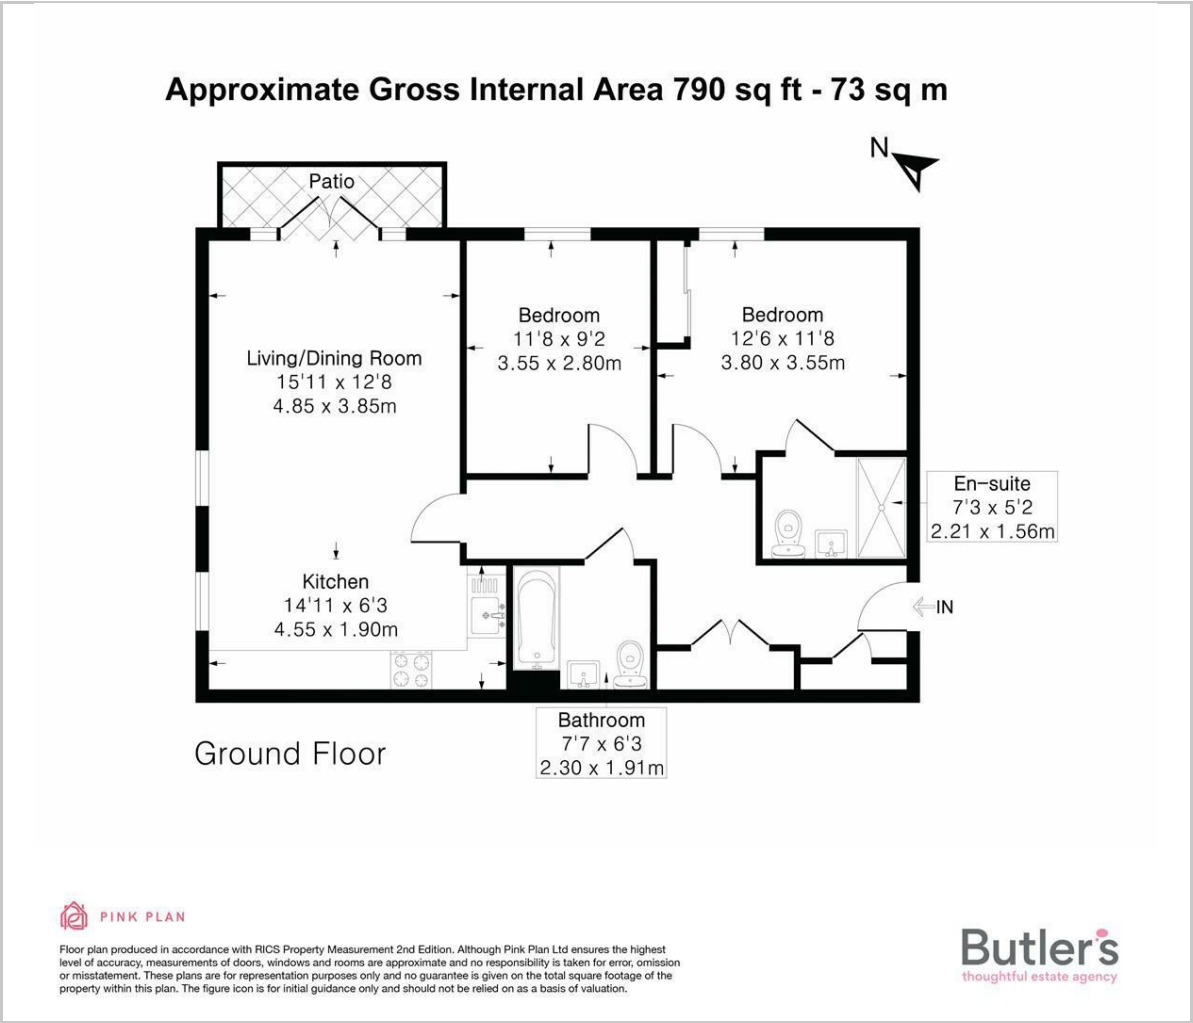 Approximate Gross Internal Area 790 sq ft - 73 sq m
N
Patio
Bedroom
11'8 x 9'2
3.55 x 2.80m
Bedroom
12'6 x 11'8
3.80 x 3.55m
Living/Dining Room
15'11 x 12'8
4.85 x 3.85m
En-suite
7'3 x 5'2
2.21 x 1.56m
Kitchen
14'11 x 6'3
4.55 x 1.90m
IN
Bathroom
7'7 x 6'3
2.30 x 1.91m
Ground Floor
PINK PLAN
Floor plan produced in accordance with RICS Property Measurement 2nd Edition. Although Pink Plan Ltd ensures the highest
level of accuracy, measurements of doors, windows and rooms are approximate and no responsibility is taken for error, omission
or misstatement. These plans are for representation purposes only and no guarantee is given on the total square footage of the
property within this plan. The figure icon is for initial guidance only and should not be relied on as a basis of valuation.
Butler's
thoughtful estate agency